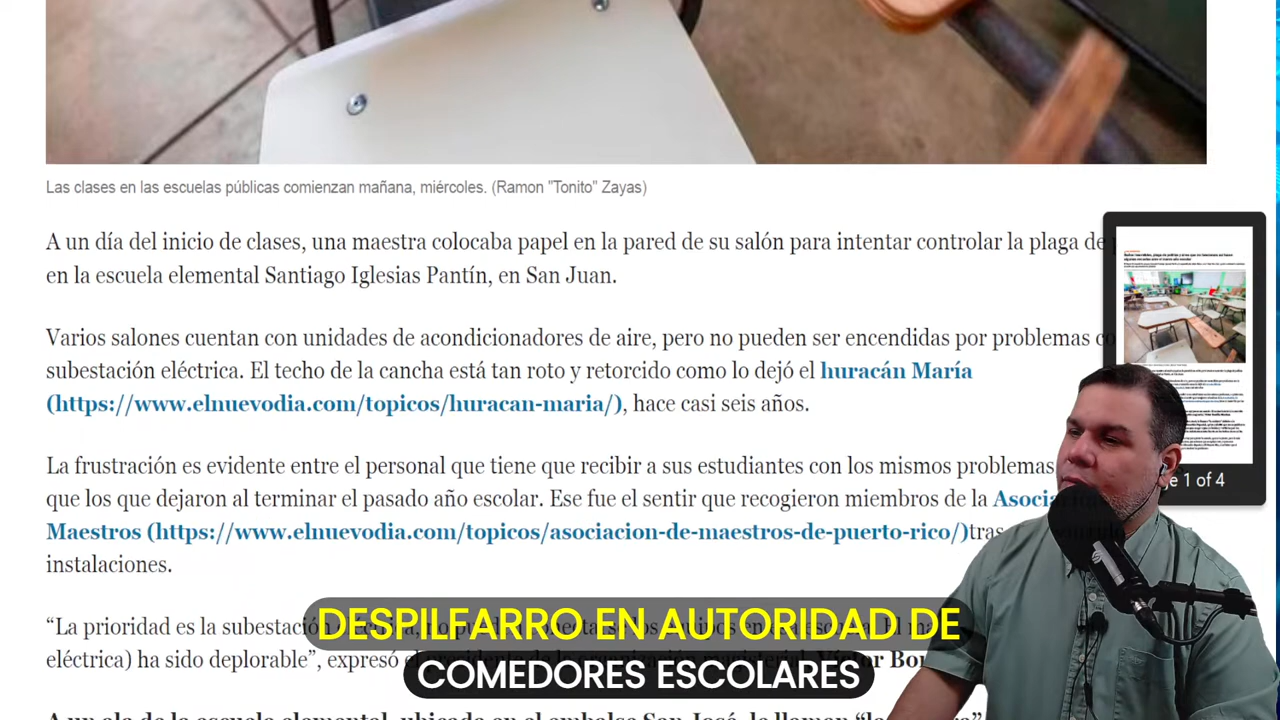 Las clases en las escuelas públicas comienzan mañana, miércoles. (Ramon "Tonito" Zayas)
A un día del inicio de clases, una maestra colocaba papel en la pared de su salón para intentar controlar la plaga de
en la escuela elemental Santiago Iglesias Pantín, en San Juan.
Varios salones cuentan con unidades de acondicionadores de aire, pero no pueden ser encendidas por problemas
subestación eléctrica. El techo de la cancha está tan roto y retorcido como lo dejó el huracán María
(https://www.elnuevodia.com/topicos/huracan-maria/), hace casi seis años.
La frustración es evidente entre el personal que tiene que recibir a sus estudiantes con los mismos problemas
que los que dejaron al terminar el pasado año escolar. Ese fue el sentir que recogieron miembros de la
Maestros (https://www.elnuevodia.com/topicos/asociacion-de-maestros-de-puerto-rico/)tras
instalaciones.
“La prioridad es la subestación
eléctrica) ha sido deplorable”, expresó
DESPILFARRO EN AUTORIDAD DE
COMEDORES ESCOLARES
1 of 4